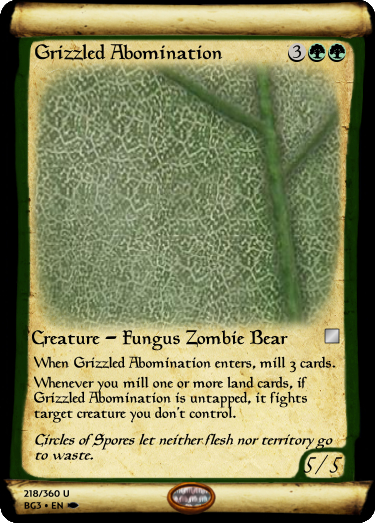 Grizzled Abomination 3
Creature – Fungus Zombie Bear
When Grizzled Abomination enters, mill 3 cards.
Whenever you mill one or more land cards, if
Grizzled Abomination is untapped, it fights
target creature you don't control.
Circles of Spores let neither flesh nor territory go
to waste.
5/5
218/360 U
BG3 • EN